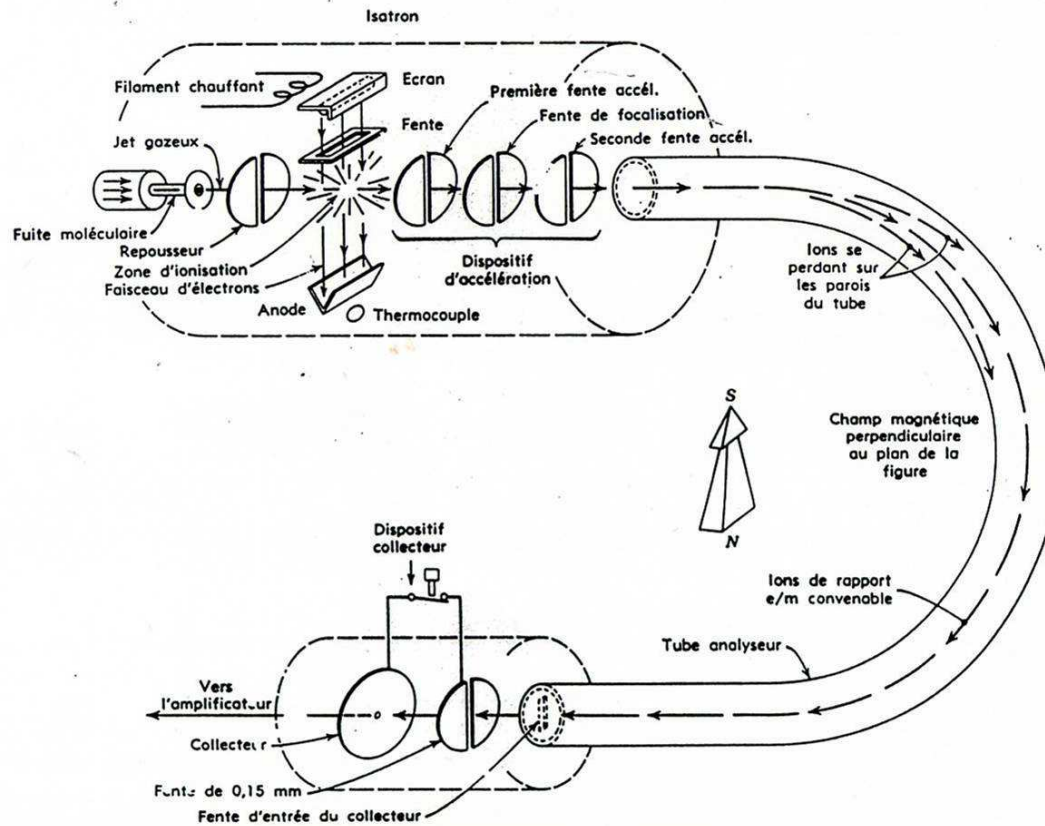 Isatron
Filament chauffant
Ecran
Première fente accél.
Fente de focalisation
Fente
Seconde fente accél.
Jet gazeux
Fuite moléculaire
Repousseur
Zone d'ionisation
Faisceau d'électrons
Anode
Thermocouple
Dispositif
d'accélération
Ions se
perdant sur
les parois
du tube
S
N
Champ magnétique
perpendiculaire
au plan de la
figure
Dispositif
collecteur
Ions de rapport
e/m convenable
Tube analyseur
Vers
l'amplificateur
Collecteur
Fente de 0,15 mm
Fente d'entrée du collecteur